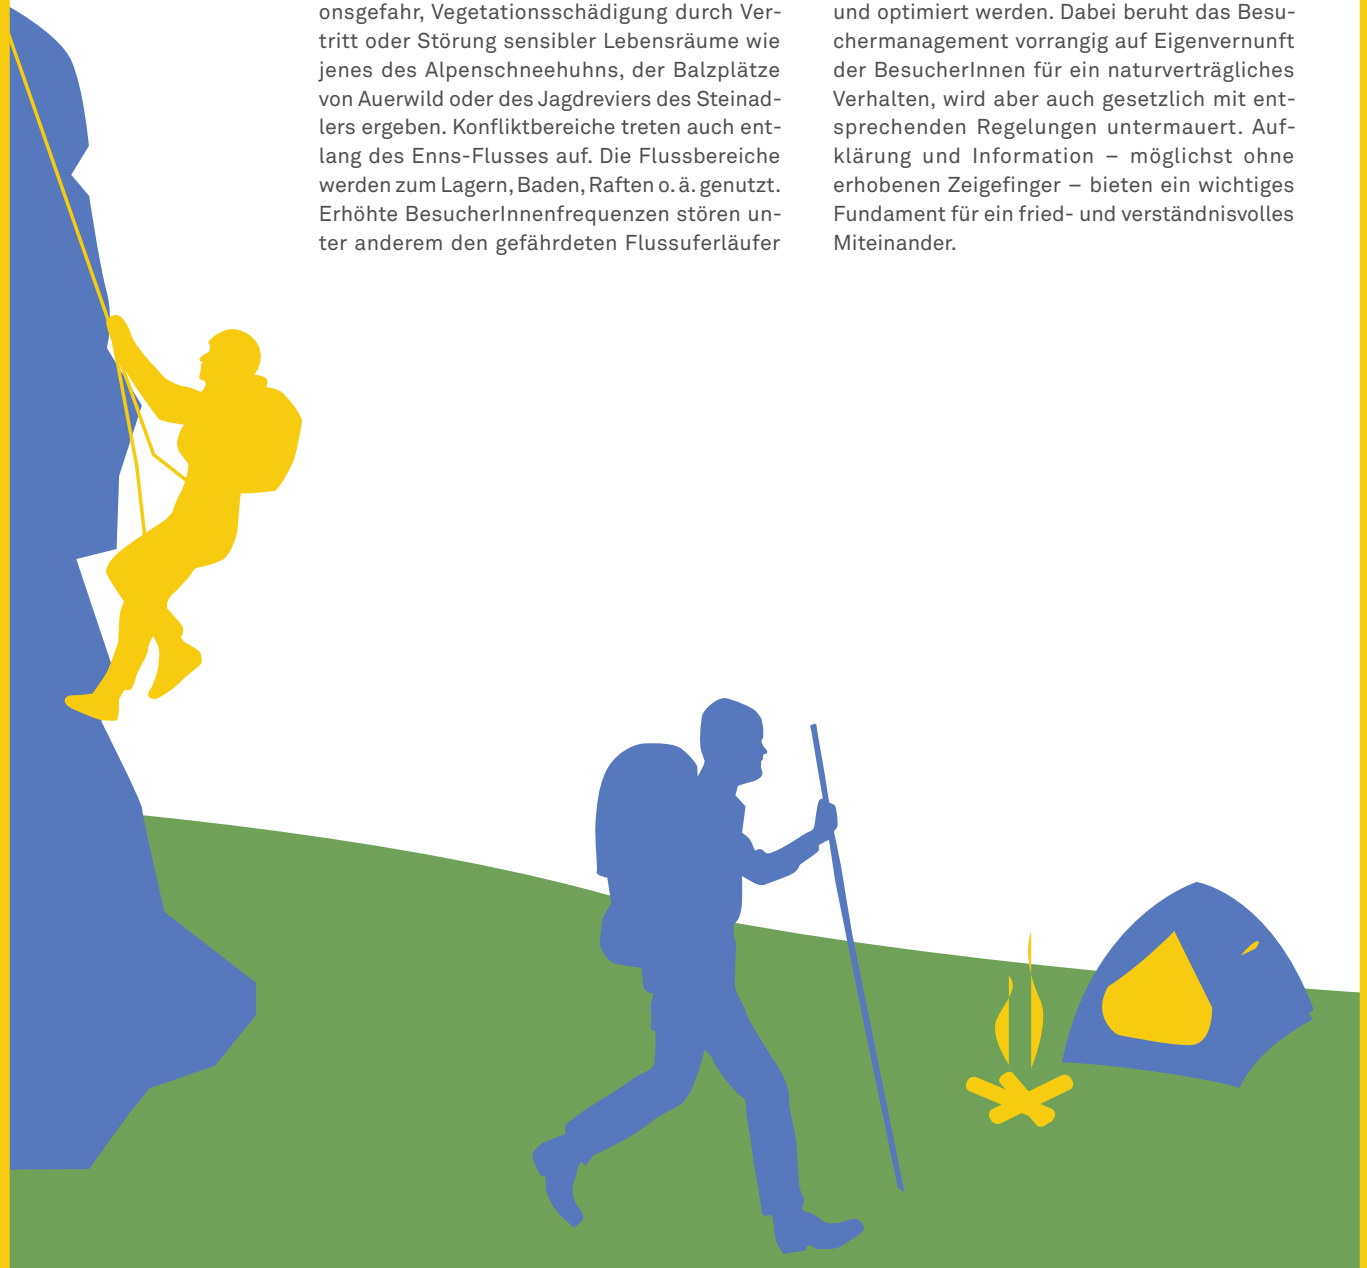 onsgefahr, Vegetationsschädigung durch Ver-
tritt oder Störung sensibler Lebensräume wie
jenes des Alpenschneehuhns, der Balzplätze
von Auerwild oder des Jagdreviers des Steinad-
lers ergeben. Konfliktbereiche treten auch ent-
lang des Enns-Flusses auf. Die Flussbereiche
werden zum Lagern, Baden, Raften o. ä. genutzt.
Erhöhte BesucherInnenfrequenzen stören un-
ter anderem den gefährdeten Flussuferläufer
und optimiert werden. Dabei beruht das Besu-
chermanagement vorrangig auf Eigenvernunft
der BesucherInnen für ein naturverträgliches
Verhalten, wird aber auch gesetzlich mit ent-
sprechenden Regelungen untermauert. Auf-
klärung und Information – möglichst ohne
erhobenen Zeigefinger – bieten ein wichtiges
Fundament für ein fried- und verständnisvolles
Miteinander.